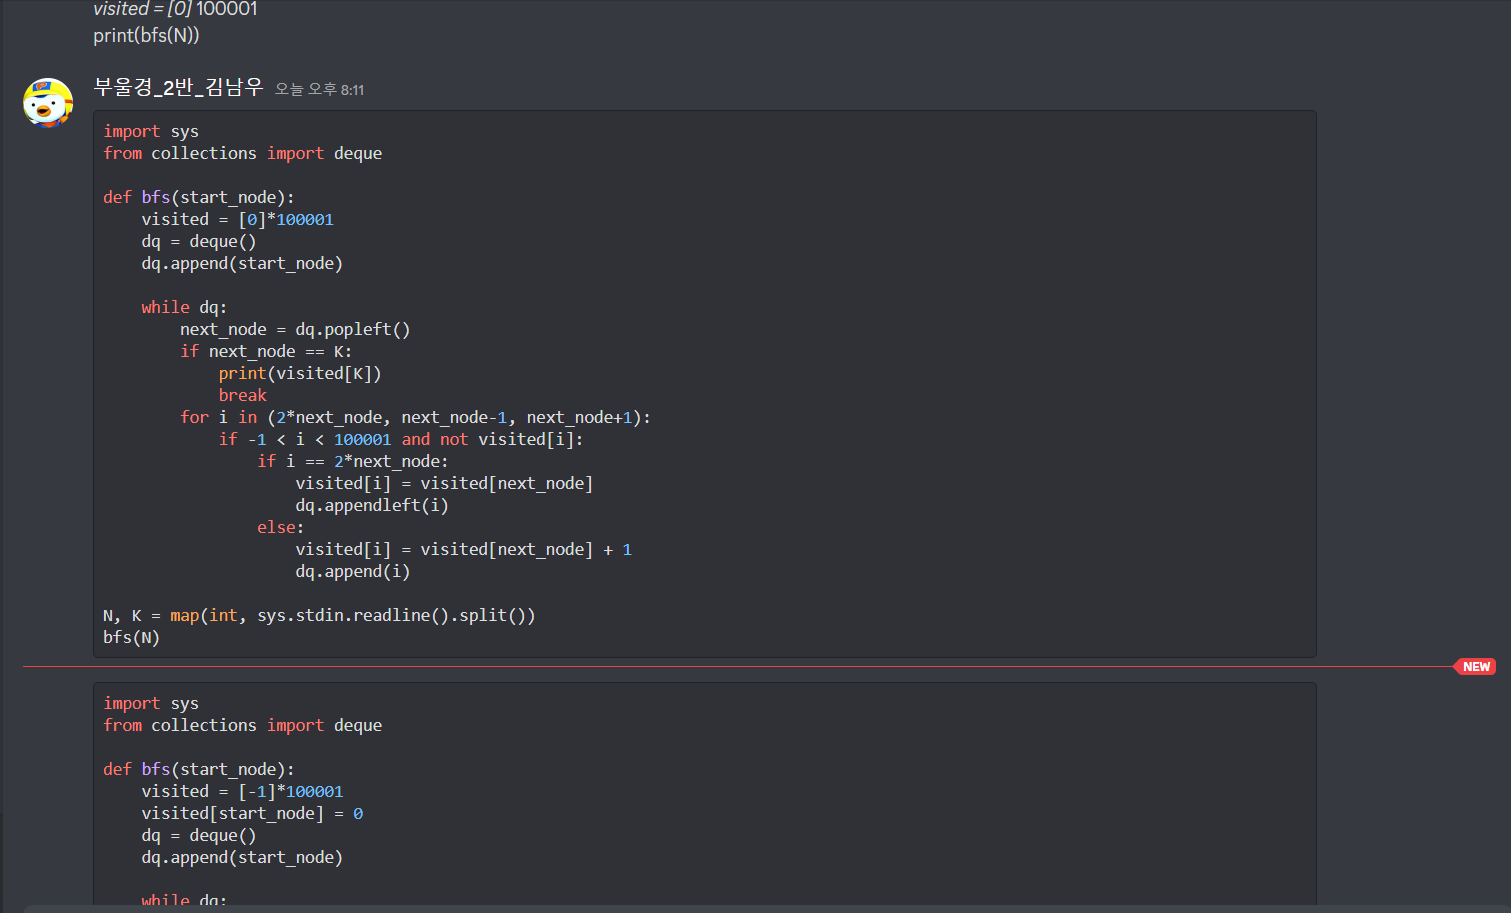 visited = [0] 100001
print(bfs(N))
부울경_2반_김남우 오늘 오후 8:11
import sys
from collections import deque
def bfs(start_node):
    visited = [0]*100001
    dq = deque()
    dq.append(start_node)
    while dq:
        next_node = dq.popleft()
        if next_node == K:
            print(visited[K])
            break
        for i in (2*next_node, next_node-1, next_node+1):
            if -1 < i < 100001 and not visited[i]:
                if i == 2*next_node:
                    visited[i] = visited[next_node]
                    dq.appendleft(i)
                else:
                    visited[i] = visited[next_node] + 1
                    dq.append(i)
N, K = map(int, sys.stdin.readline().split())
bfs(N)
NEW
import sys
from collections import deque
def bfs(start_node):
    visited = [-1]*100001
    visited[start_node] = 0
    dq = deque()
    dq.append(start_node)
    while dq: